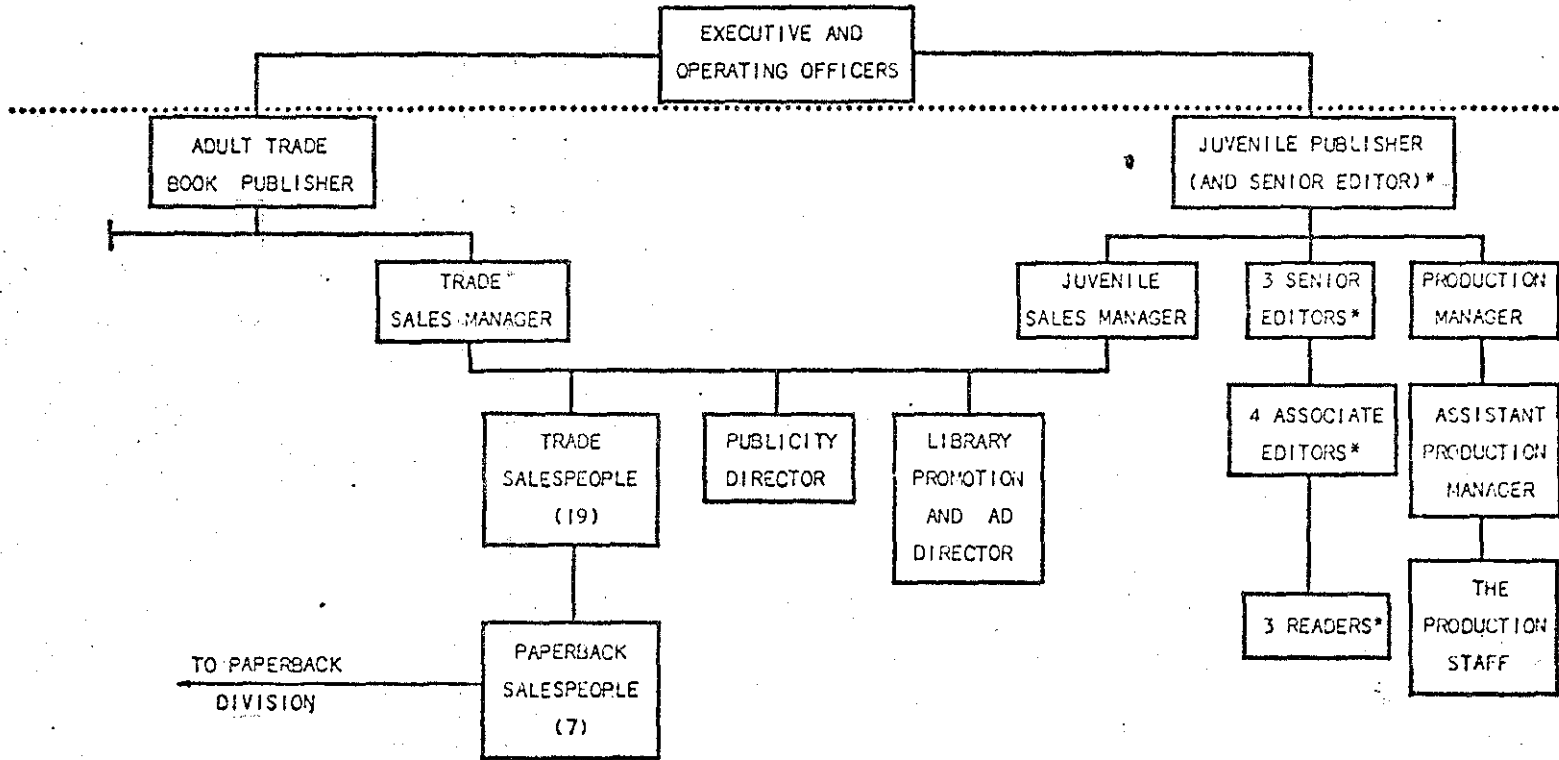 EXECUTIVE AND
OPERATING OFFICERS
ADULT TRADE
BOOK PUBLISHER
JUVENILE PUBLISHER
(AND SENIOR EDITOR)*
TRADE
SALES MANAGER
JUVENILE
SALES MANAGER
3 SENIOR
EDITORS*
PRODUCTION
MANAGER
TRADE
SALESPEOPLE
(19)
PUBLICITY
DIRECTOR
LIBRARY
PROMOTION
AND AD
DIRECTOR
4 ASSOCIATE
EDITORS*
ASSISTANT
PRODUCTION
MANAGER
PAPERBACK
SALESPEOPLE
(7)
TO PAPERBACK
DIVISION
3 READERS*
THE
PRODUCTION
STAFF